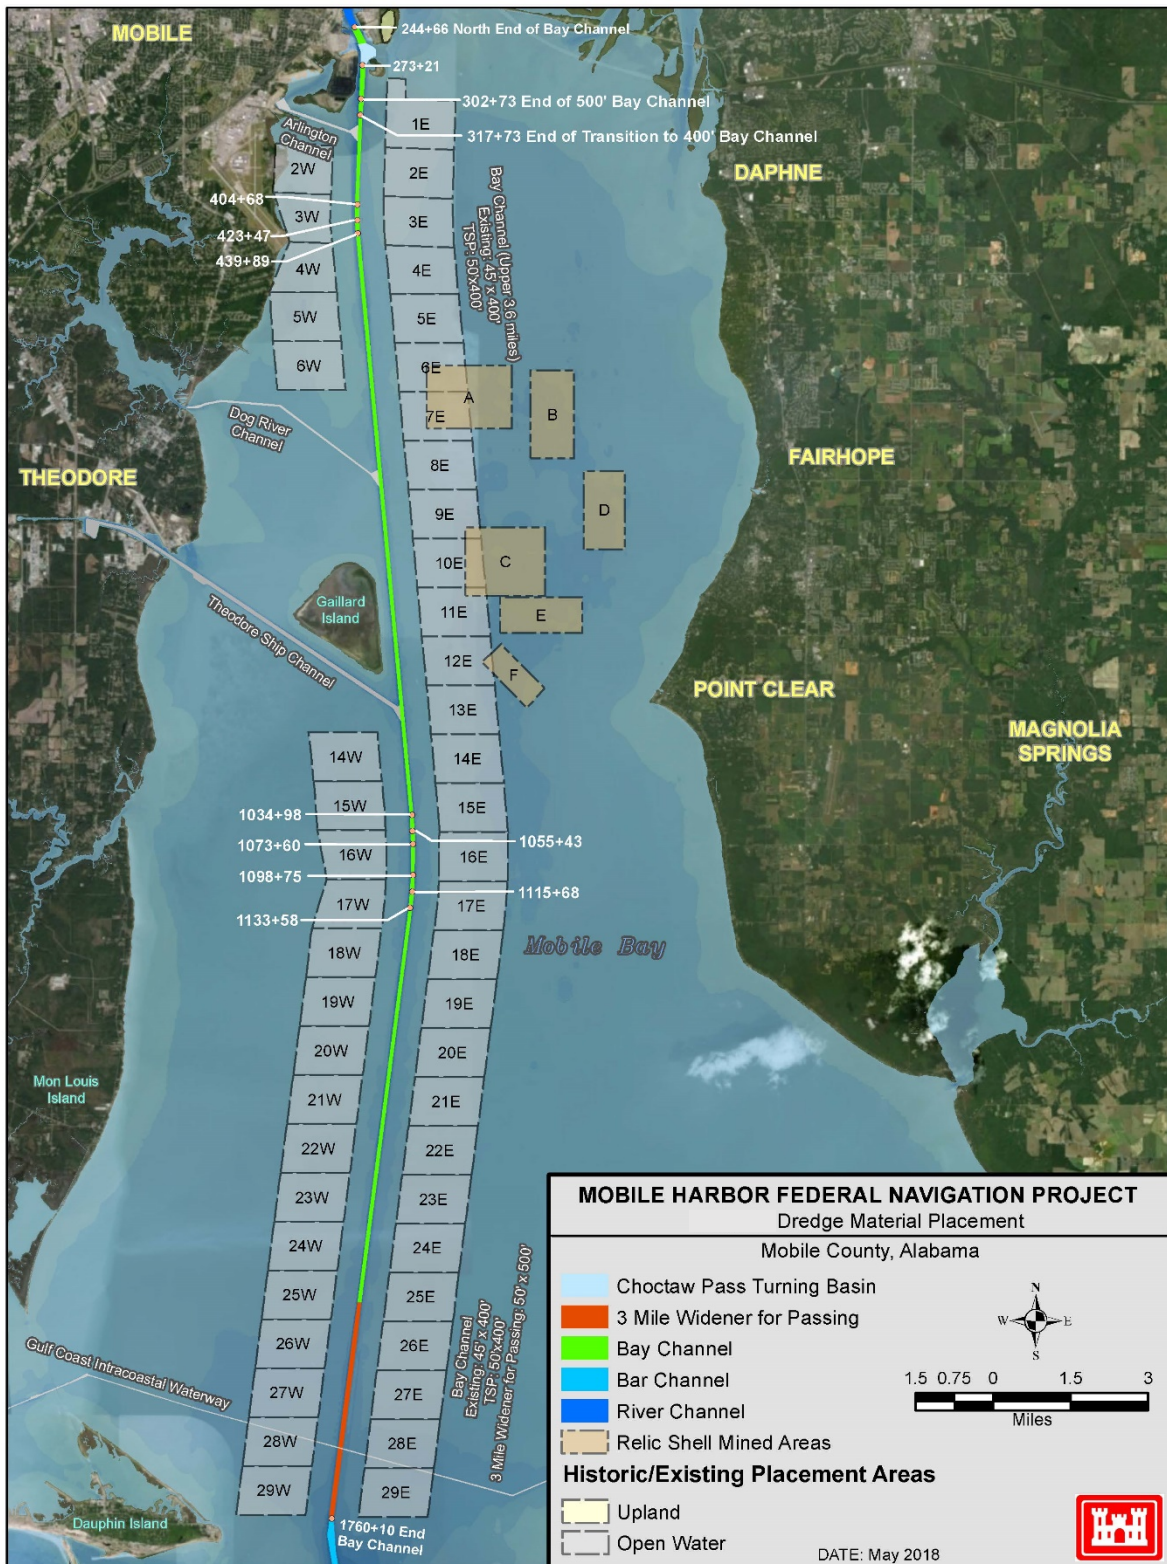 MOBILE
244+66 North End of Bay Channel
273+21
302+73 End of 500' Bay Channel
317+73 End of Transition to 400' Bay Channel
Arlington
Channel
1E
2W
2E
DAPHNE
404+68
3W
3E
423+47
439+89
4W
4E
Bay Channel (Upper 3.6 miles)
Existing: 45' x 400'
TSP: 50'x400'
5W
5E
6W
6E
A
B
7E
Dog River
Channel
8E
FAIRHOPE
THEODORE
9E
D
10E
C
Gaillard
Island
11E
E
Theodore Ship Channel
12E
F
POINT CLEAR
13E
MAGNOLIA
SPRINGS
14W
14E
15W
15E
1034+98
1055+43
1073+60
16W
16E
1098+75
1115+68
17W
17E
1133+58
Mobile Bay
18W
18E
19W
19E
20W
20E
Mon Louis
Island
21W
21E
22W
22E
23W
23E
24W
24E
25W
25E
26W
26E
Bay Channel
Existing: 45' x 400'
TSP: 50'x400'
3 Mile Widener for Passing: 50' x 500'
Gulf Coast Intracoastal Waterway
27W
27E
28W
28E
29W
29E
Dauphin Island
1760+10 End
Bay Channel
MOBILE HARBOR FEDERAL NAVIGATION PROJECT
Dredge Material Placement
Mobile County, Alabama
Choctaw Pass Turning Basin
3 Mile Widener for Passing
Bay Channel
Bar Channel
River Channel
Relic Shell Mined Areas
Historic/Existing Placement Areas
Upland
Open Water
N
W E
S
1.5 0.75 0 1.5 3
Miles
DATE: May 2018